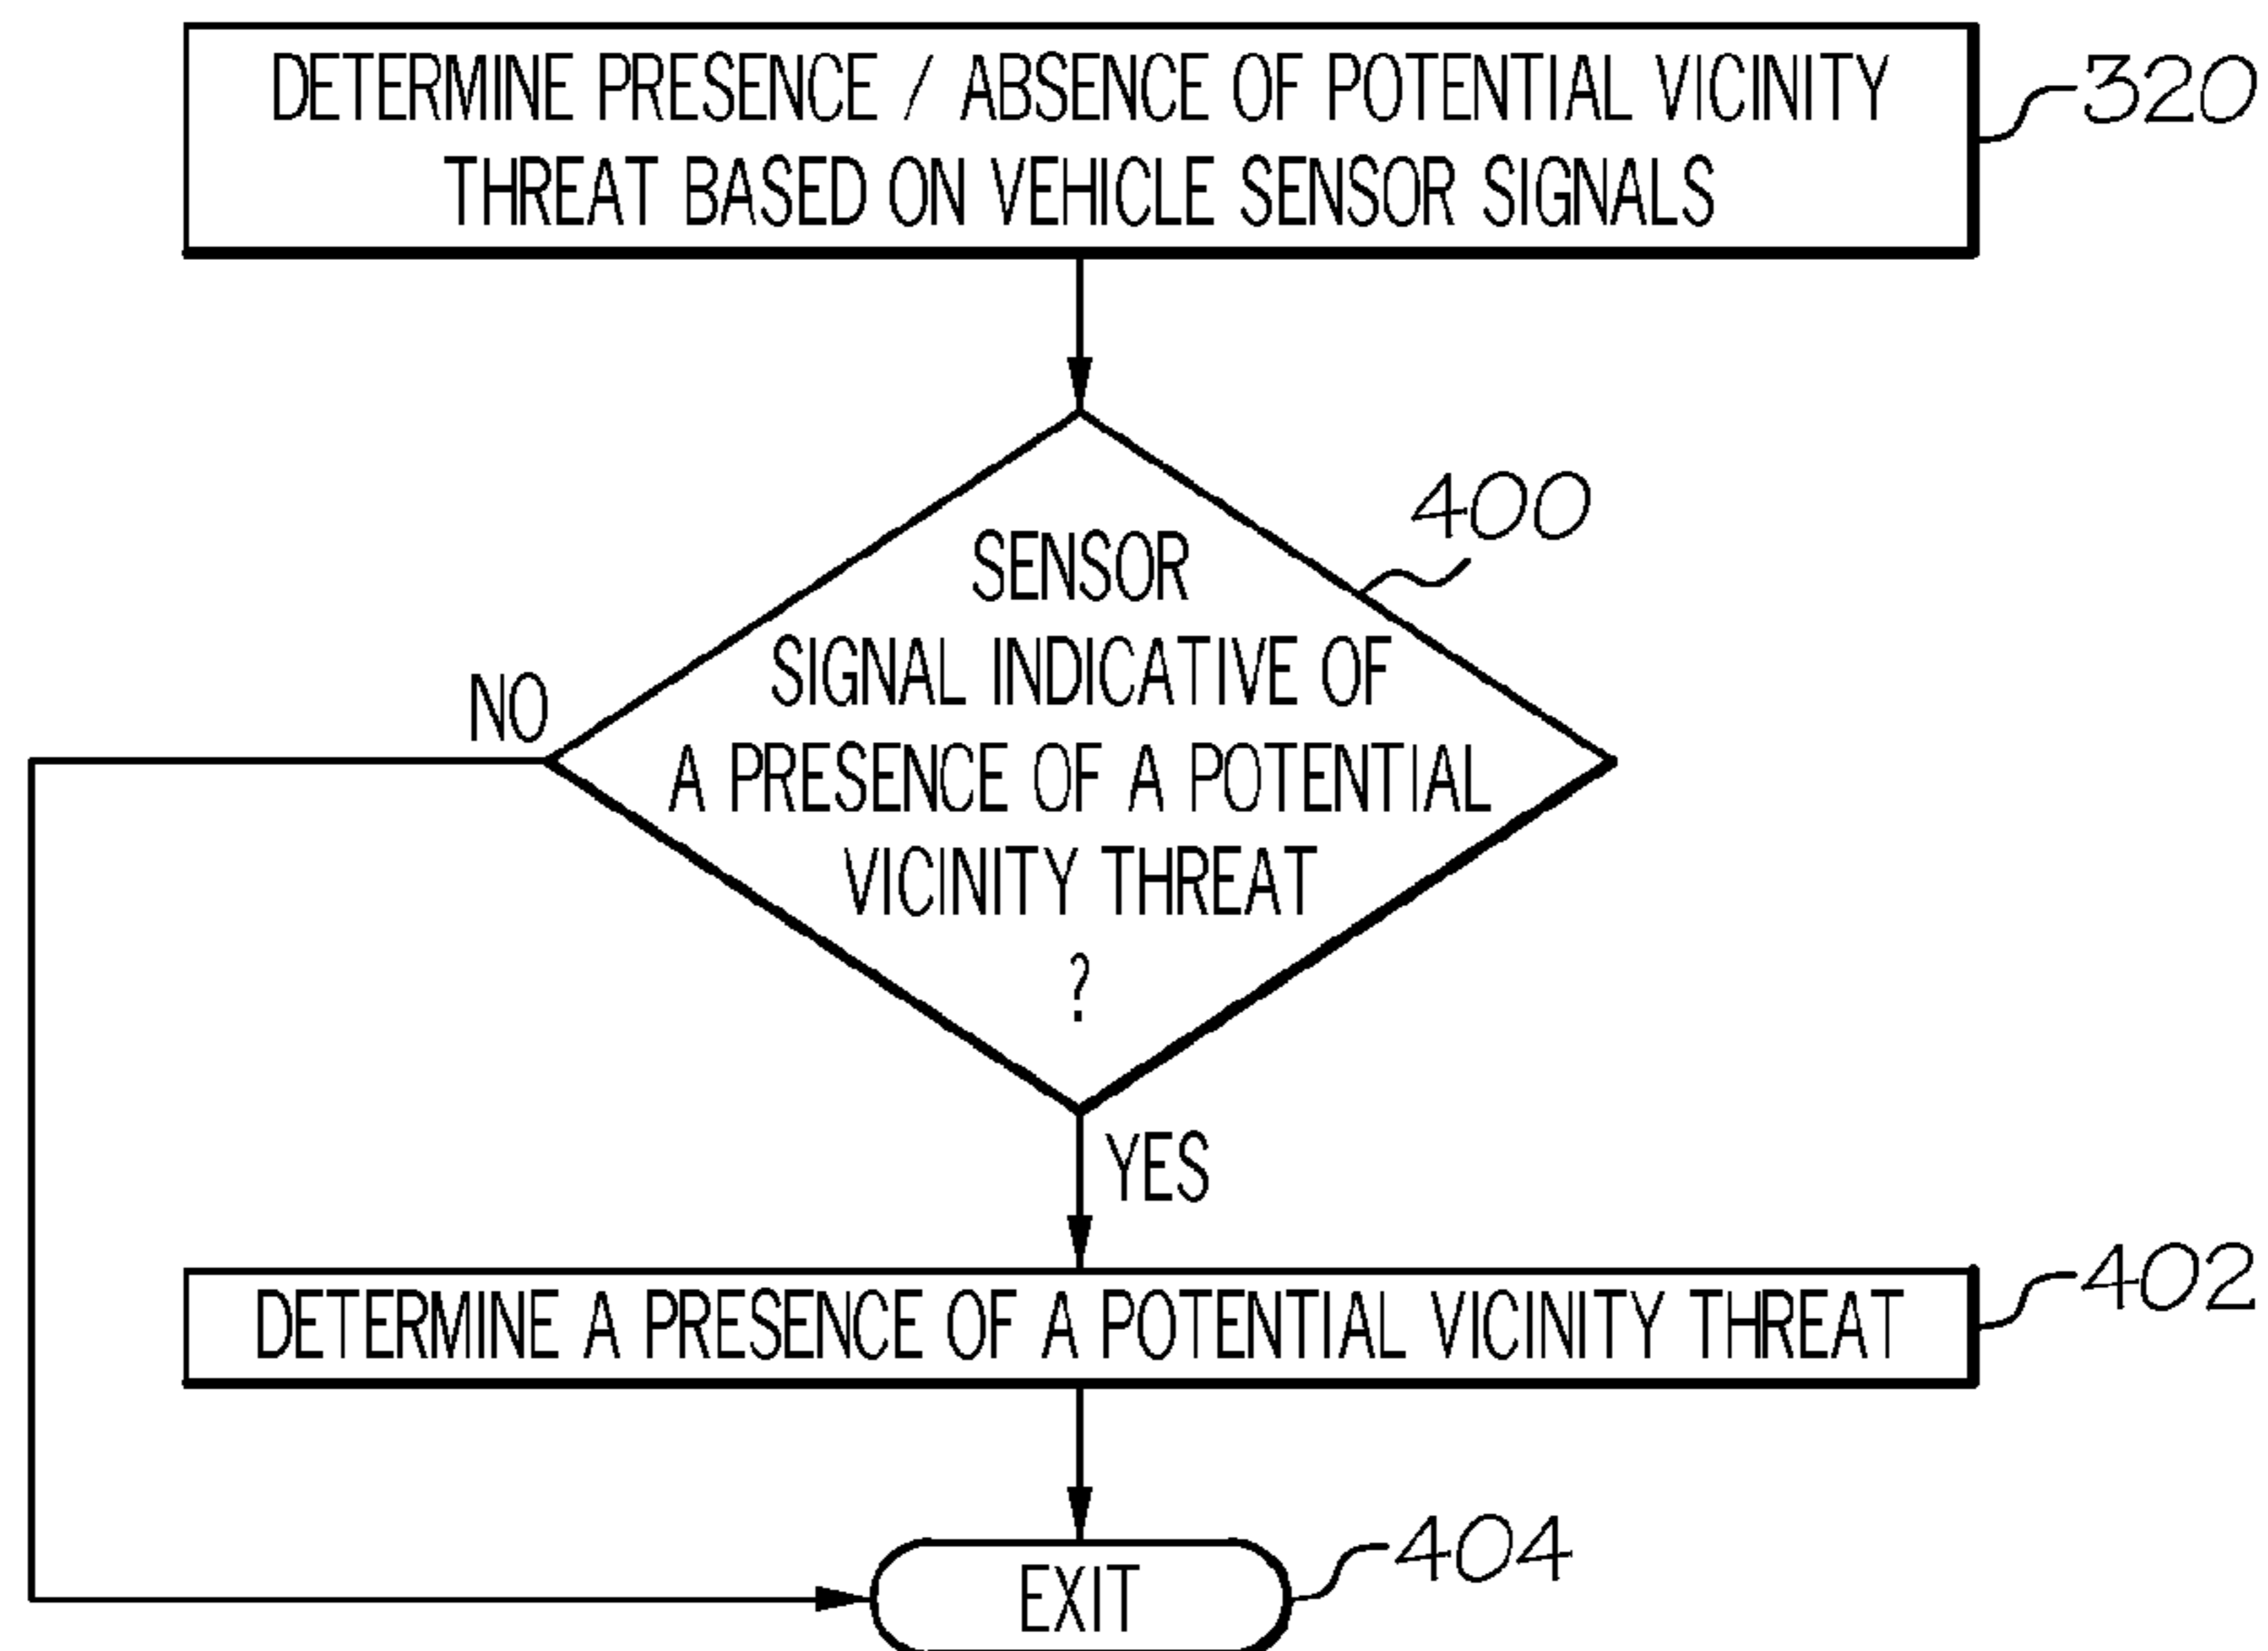 DETERMINE PRESENCE / ABSENCE OF POTENTIAL VICINITY
THREAT BASED ON VEHICLE SENSOR SIGNALS
320
400
SENSOR
SIGNAL INDICATIVE OF
A PRESENCE OF A POTENTIAL
VICINITY THREAT
?
NO
YES
DETERMINE A PRESENCE OF A POTENTIAL VICINITY THREAT
402
EXIT
404